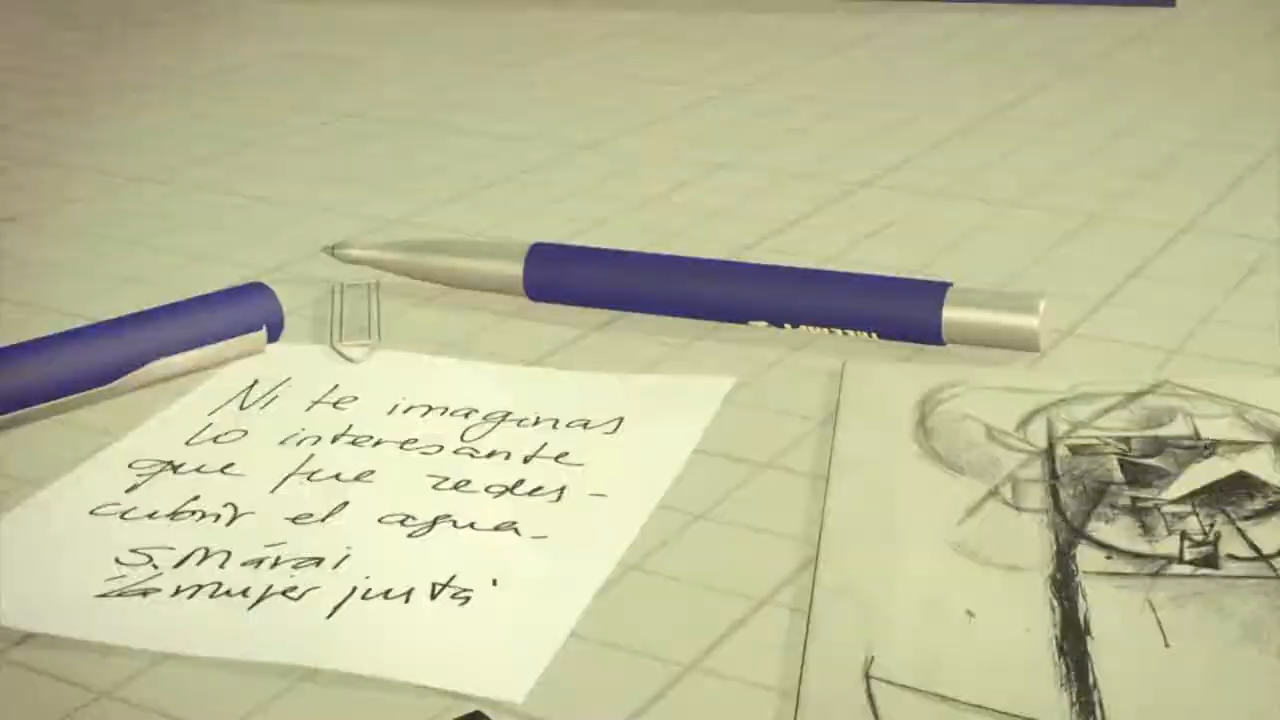 Ni te imaginas
lo interesante
que fue redes-
cubrir el agua.
S. Márai
La mujer justa